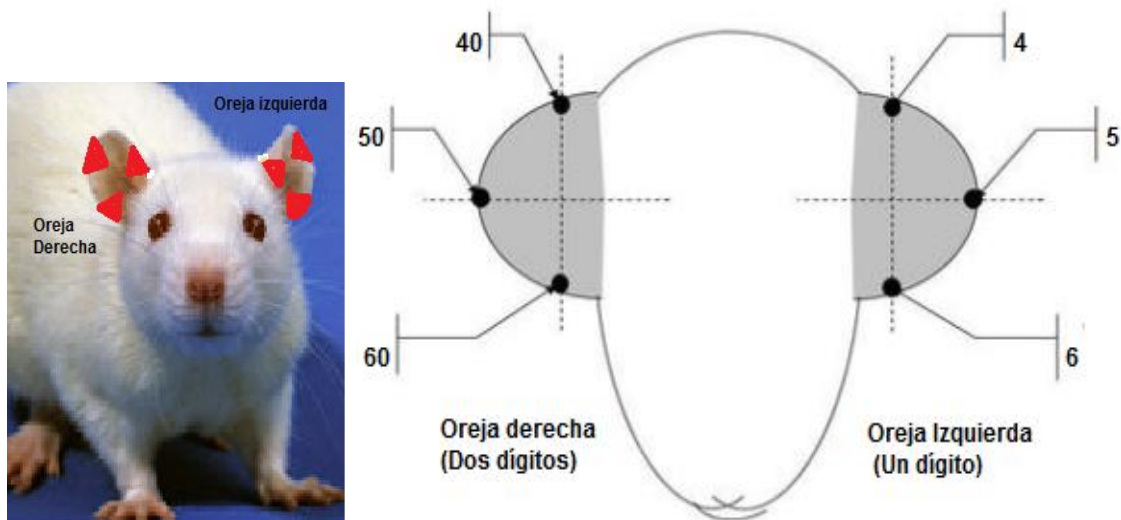 Oreja izquierda
Oreja
Derecha
40
4
50
5
60
6
Oreja derecha
(Dos dígitos)
Oreja Izquierda
(Un dígito)